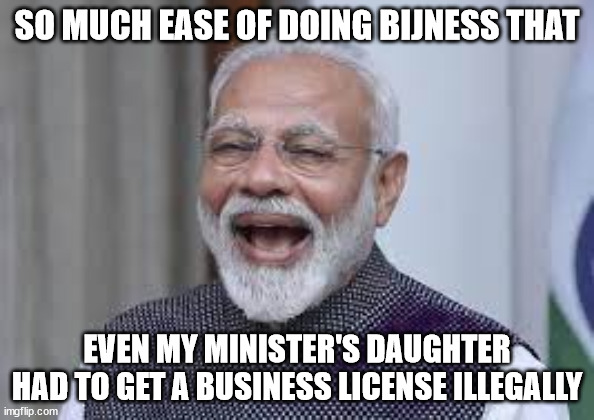 SO MUCH EASE OF DOING BIJNESS THAT
EVEN MY MINISTER'S DAUGHTER
HAD TO GET A BUSINESS LICENSE ILLEGALLY
imgflip.com